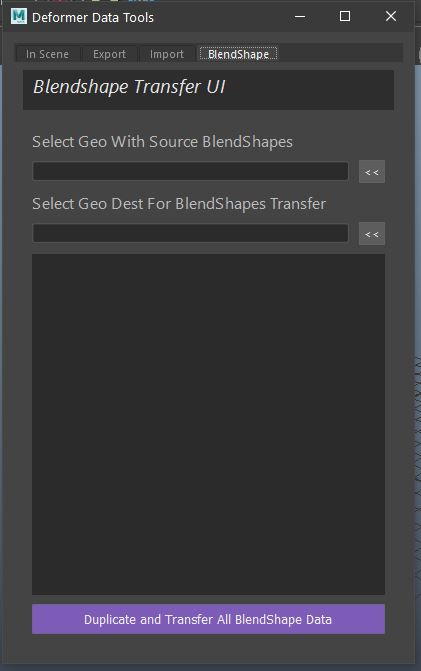 Deformer Data Tools
In Scene Export Import BlendShape
Blendshape Transfer UI
Select Geo With Source BlendShapes
<<
Select Geo Dest For BlendShapes Transfer
<<
Duplicate and Transfer All BlendShape Data